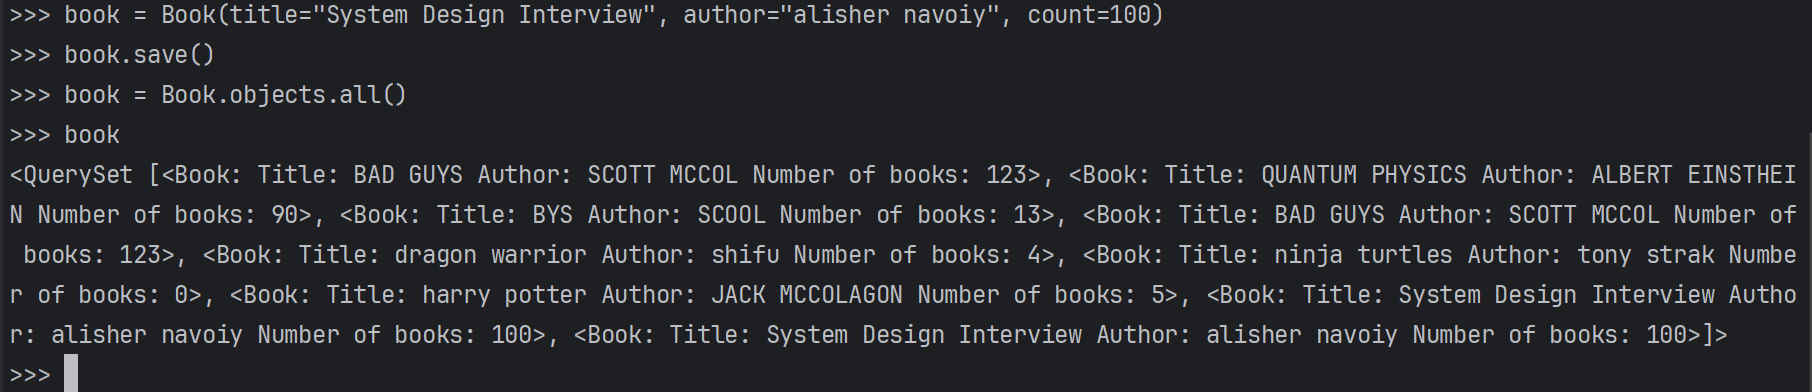 >>> book = Book(title="System Design Interview", author="alisher navoiy", count=100)
>>> book.save()
>>> book = Book.objects.all()
>>> book
<QuerySet [<Book: Title: BAD GUYS Author: SCOTT MCCOL Number of books: 123>, <Book: Title: QUANTUM PHYSICS Author: ALBERT EINSTHEI
N Number of books: 90>, <Book: Title: BYS Author: SCOOL Number of books: 13>, <Book: Title: BAD GUYS Author: SCOTT MCCOL Number of
 books: 123>, <Book: Title: dragon warrior Author: shifu Number of books: 4>, <Book: Title: ninja turtles Author: tony strak Numbe
r of books: 0>, <Book: Title: harry potter Author: JACK MCCOLAGON Number of books: 5>, <Book: Title: System Design Interview Autho
r: alisher navoiy Number of books: 100>, <Book: Title: System Design Interview Author: alisher navoiy Number of books: 100>]>
>>>